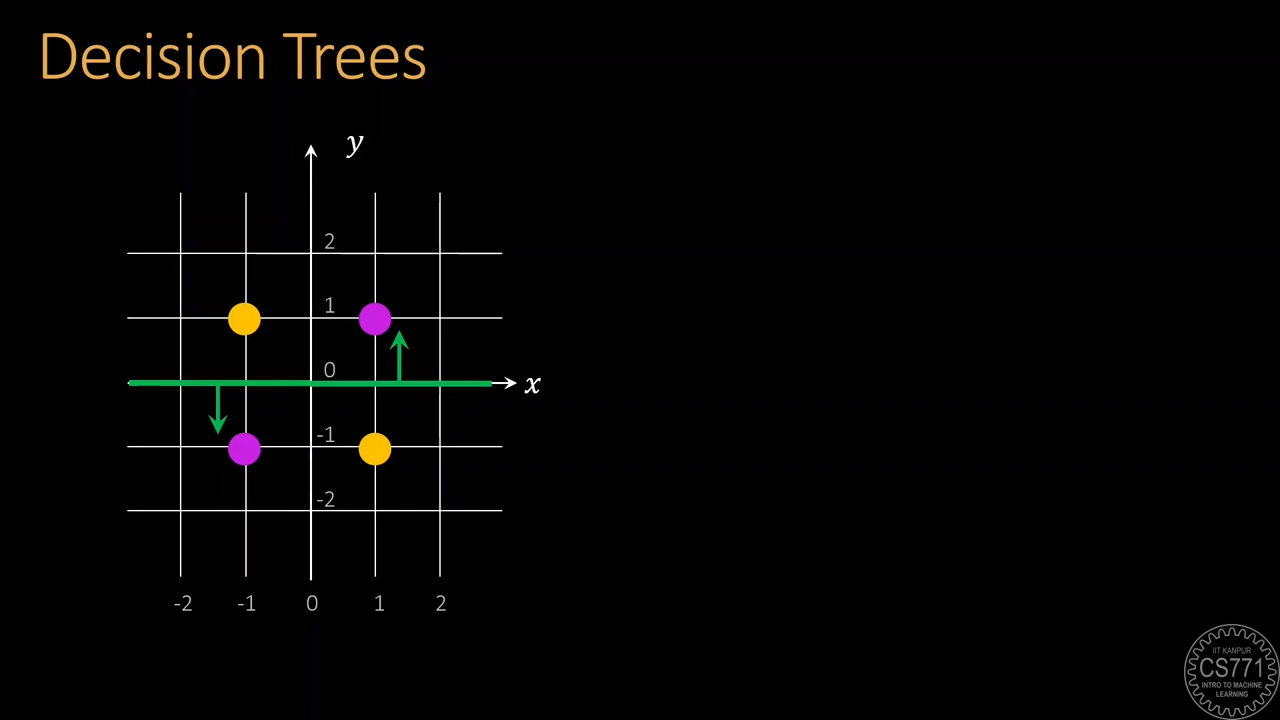 Decision Trees
y
2
1
0
x
-1
-2
-2 -1 0 1 2
IIT KANPUR
CS771
INTRO TO MACHINE
LEARNING